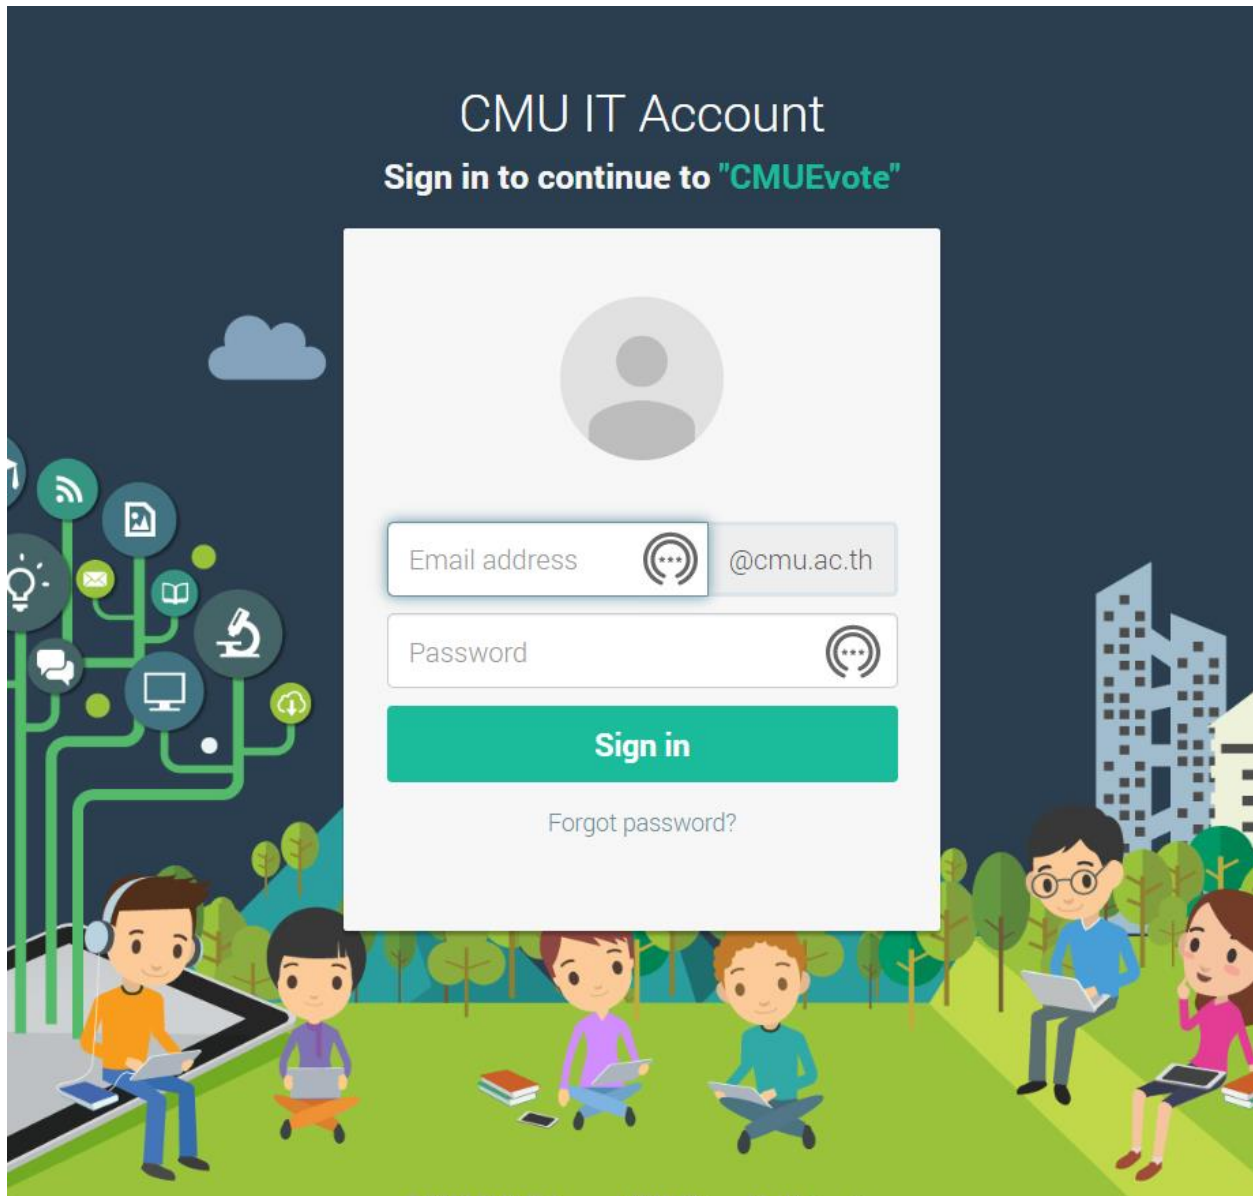 CMU IT Account
Sign in to continue to "CMUEvote"
Email address @cmu.ac.th
Password
Sign in
Forgot password?